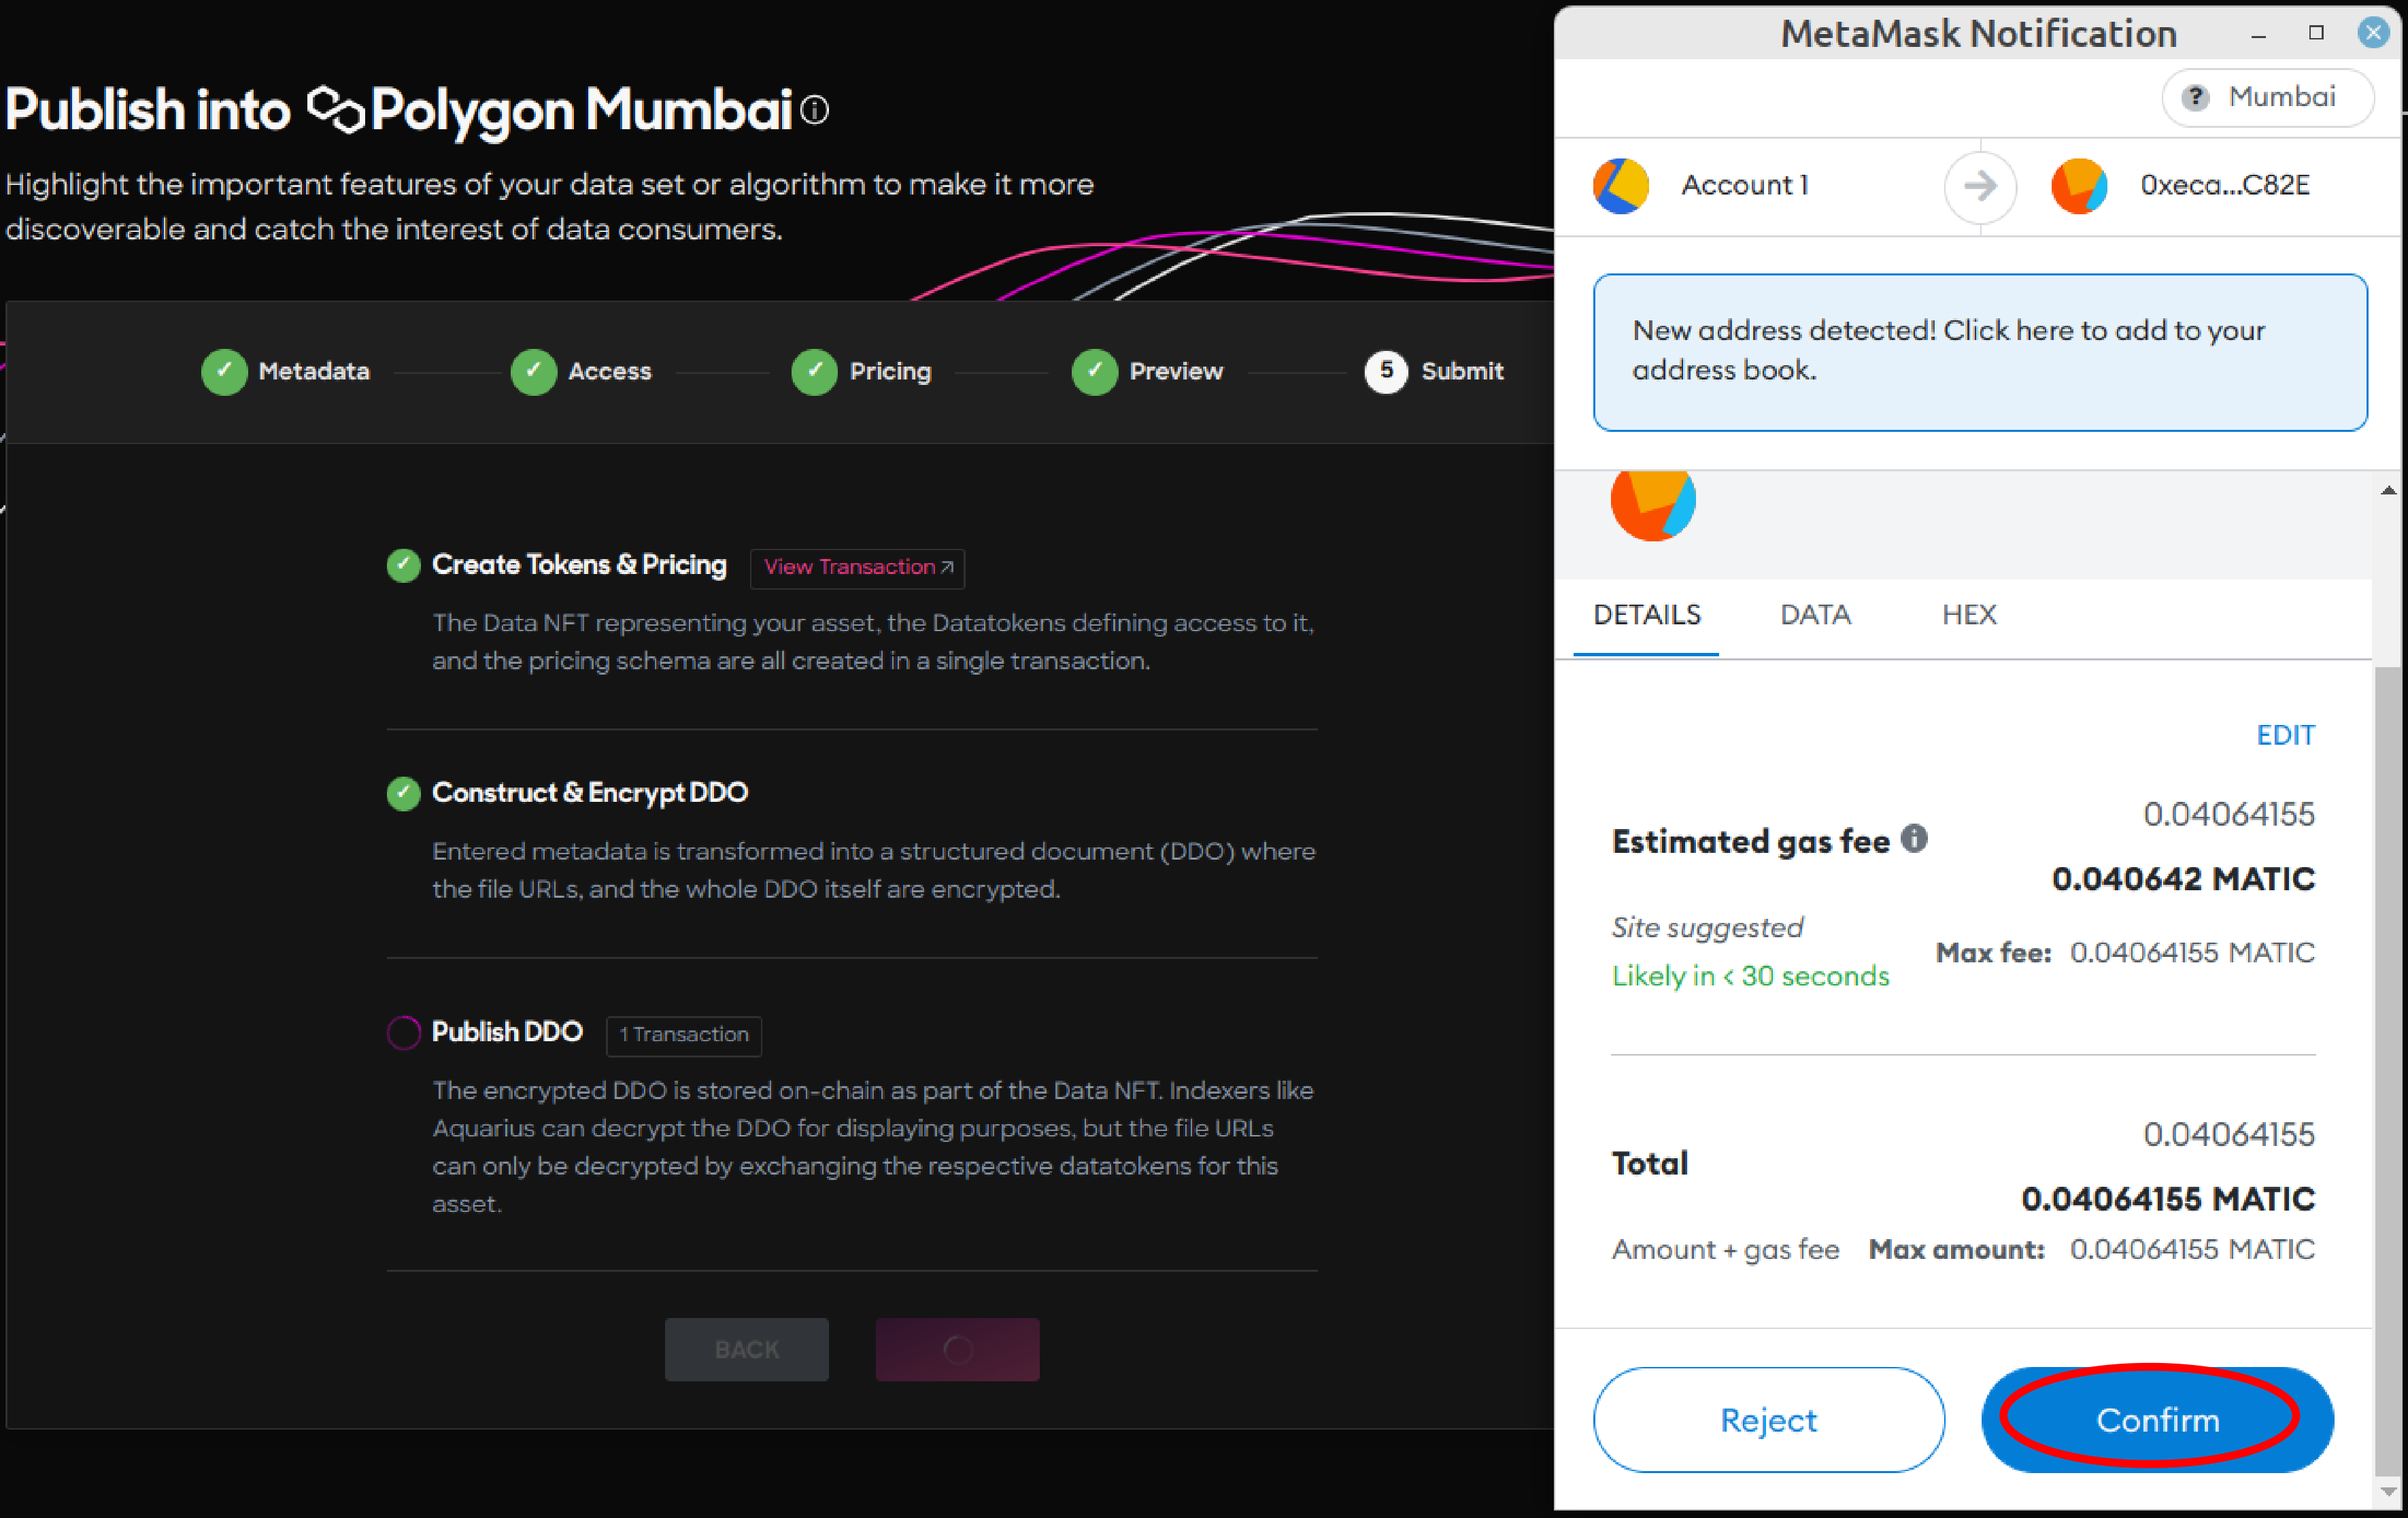 Publish into Polygon Mumbai
Highlight the important features of your data set or algorithm to make it more
discoverable and catch the interest of data consumers.
Metadata
Access
Pricing
Preview
5 Submit
Create Tokens & Pricing View Transaction
The Data NFT representing your asset, the Datatokens defining access to it,
and the pricing schema are all created in a single transaction.
Construct & Encrypt DDO
Entered metadata is transformed into a structured document (DDO) where
the file URLs, and the whole DDO itself are encrypted.
Publish DDO 1 Transaction
The encrypted DDO is stored on-chain as part of the Data NFT. Indexers like
Aquarius can decrypt the DDO for displaying purposes, but the file URLs
can only be decrypted by exchanging the respective datatokens for this
asset.
BACK
MetaMask Notification
? Mumbai
Account 1
0xeca...C82E
New address detected! Click here to add to your
address book.
DETAILS
DATA
HEX
EDIT
0.04064155
Estimated gas fee
0.040642 MATIC
Site suggested
Max fee: 0.04064155 MATIC
Likely in < 30 seconds
0.04064155
Total
0.04064155 MATIC
Amount + gas fee Max amount: 0.04064155 MATIC
Reject
Confirm